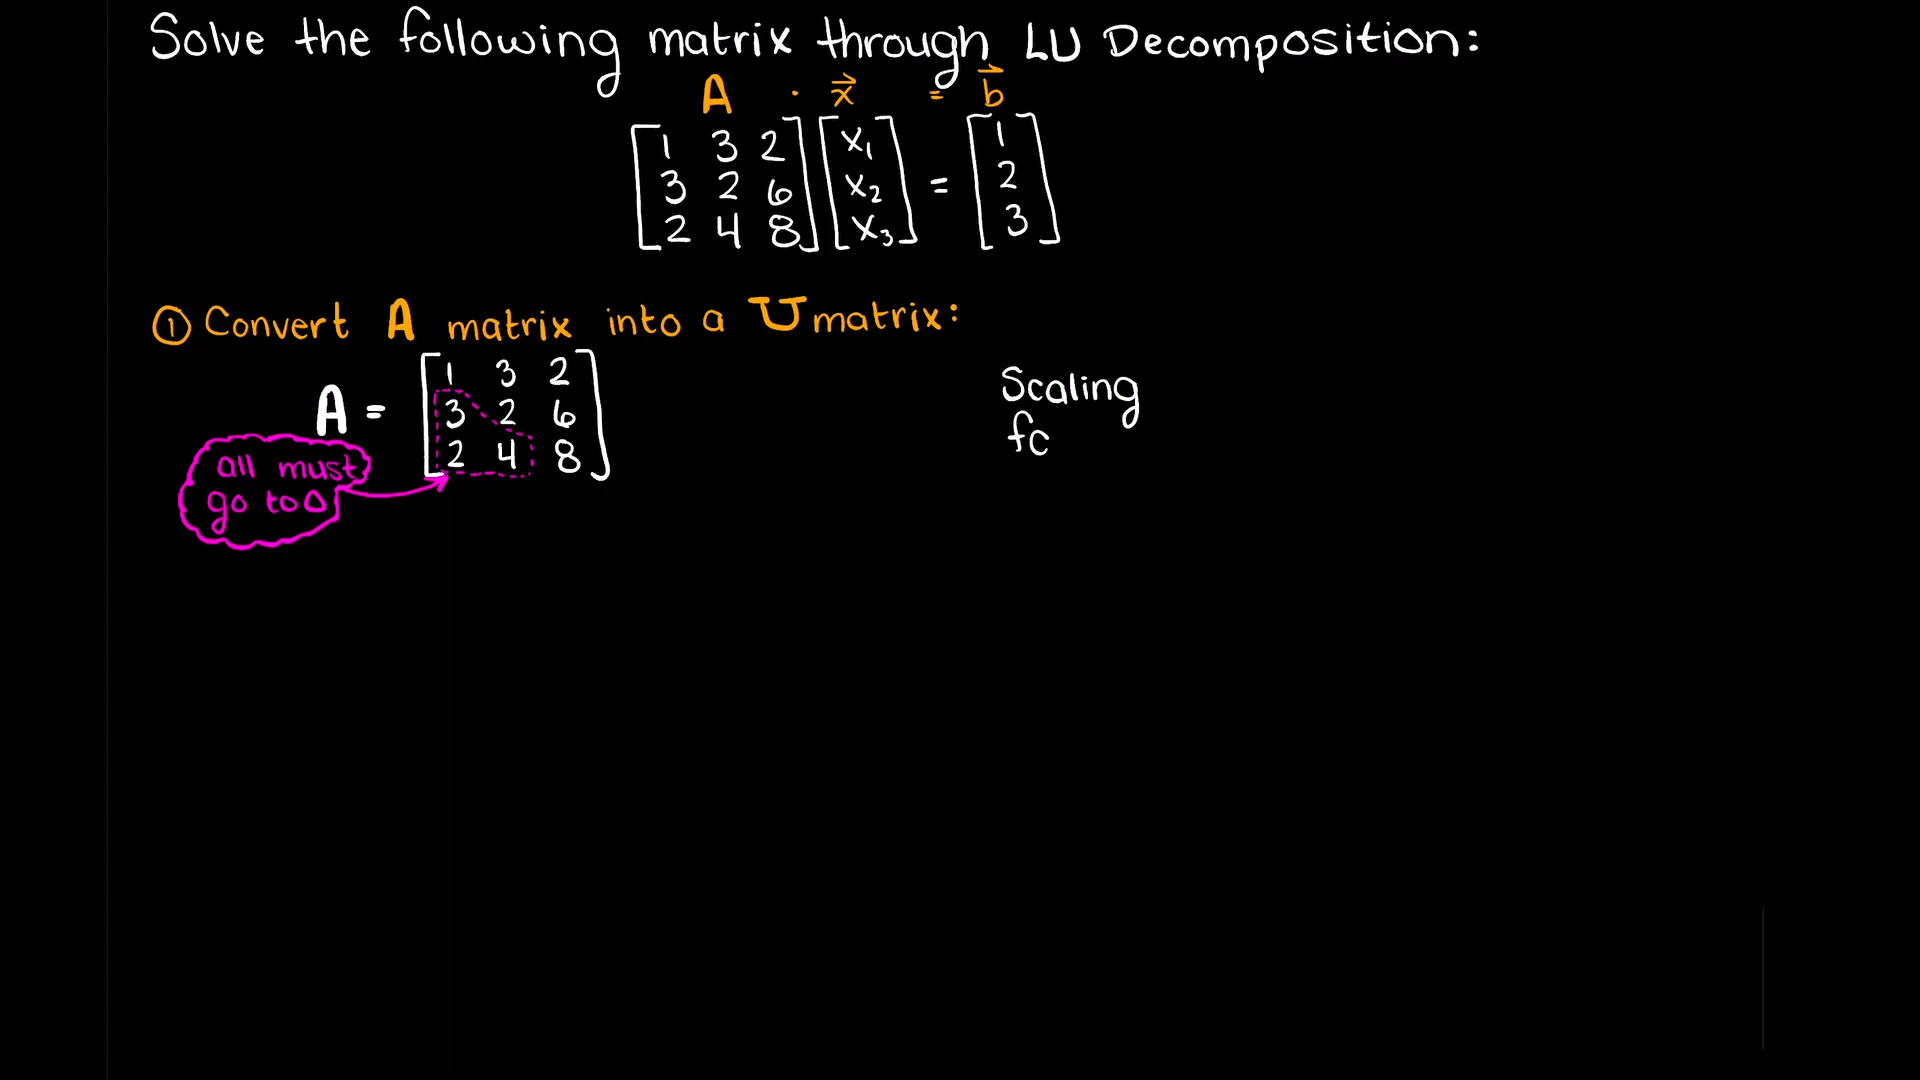 Solve the following matrix through LU Decomposition:
A · x⃗ = b⃗
[1 3 2] [x₁] [1]
[3 2 6] [x₂] = [2]
[2 4 8] [x₃] [3]
① Convert A matrix into a U matrix:
[1 3 2]
A = [3 2 6]
[2 4 8]
all must
go to 0
Scaling
fc